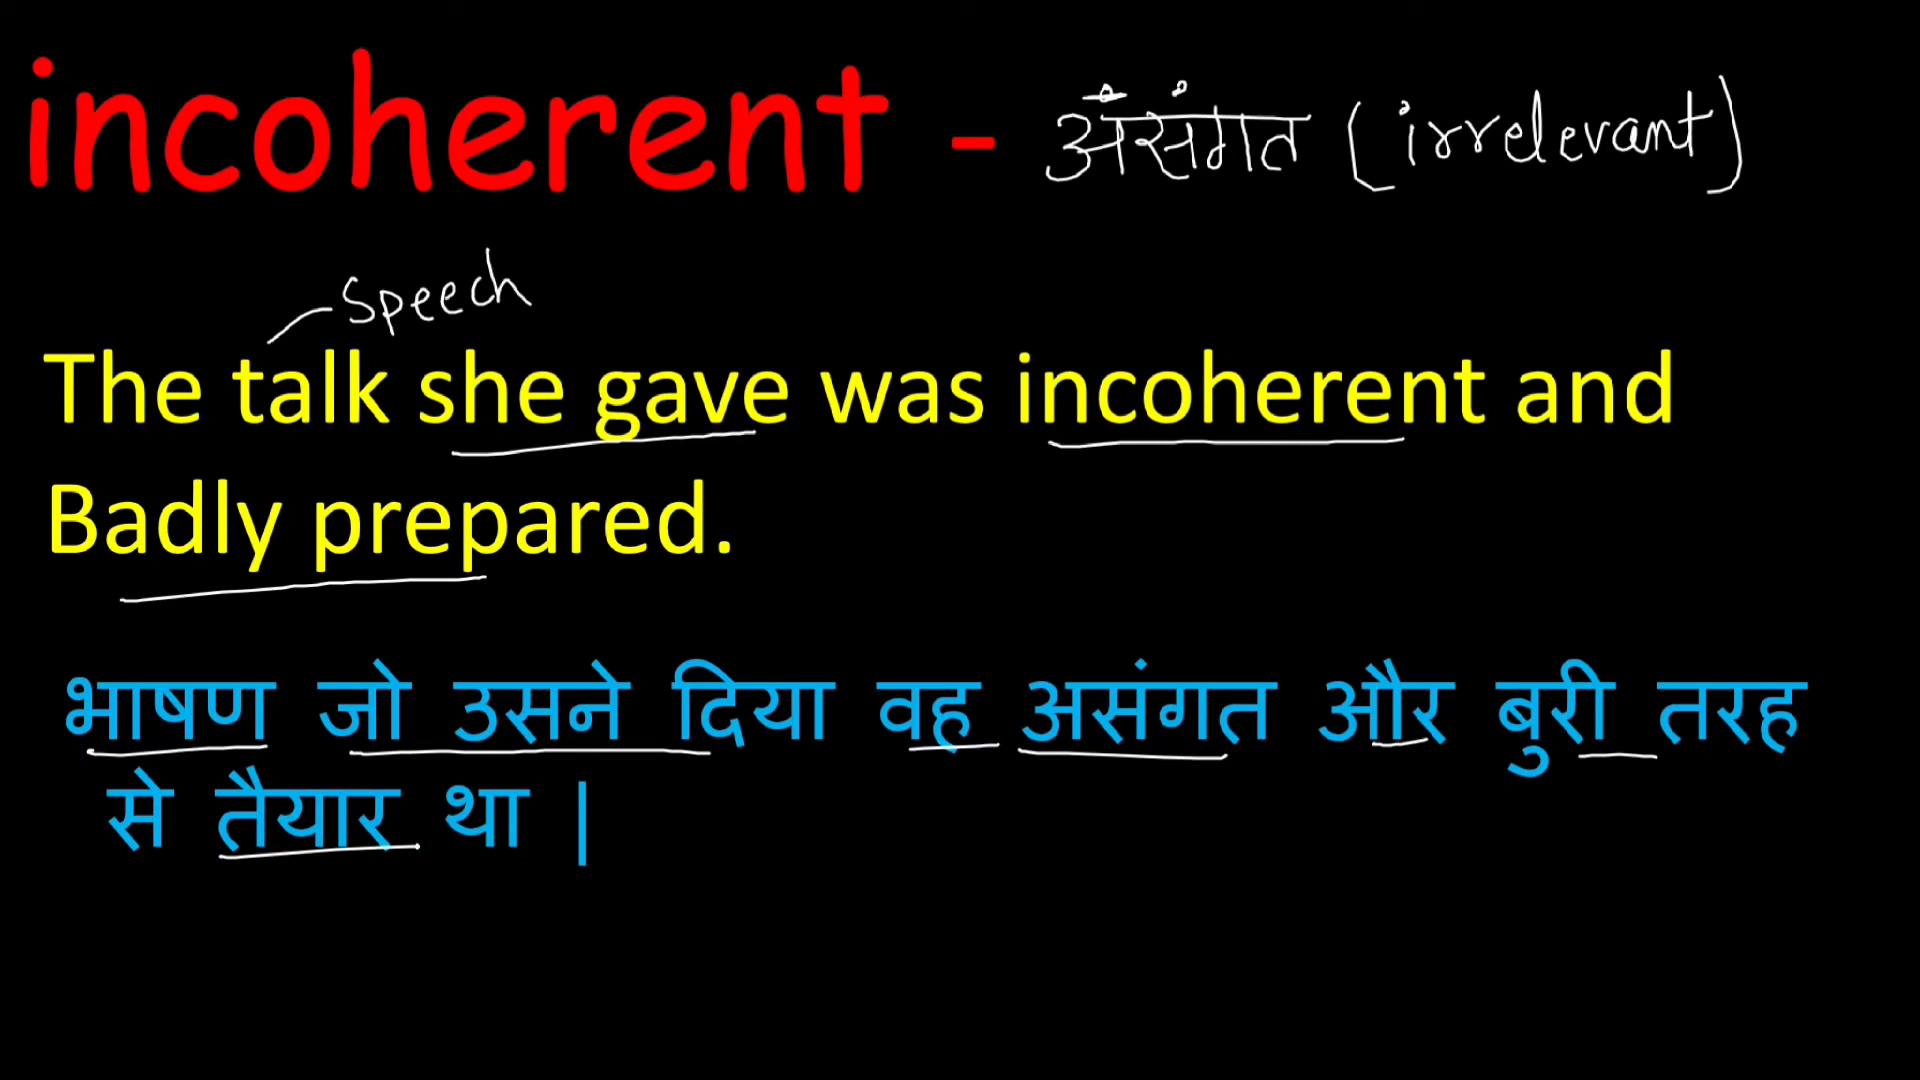 incoherent - असंगत (irrelevant)
speech
The talk she gave was incoherent and
Badly prepared.
भाषण जो उसने दिया वह असंगत और बुरी तरह
से तैयार था |